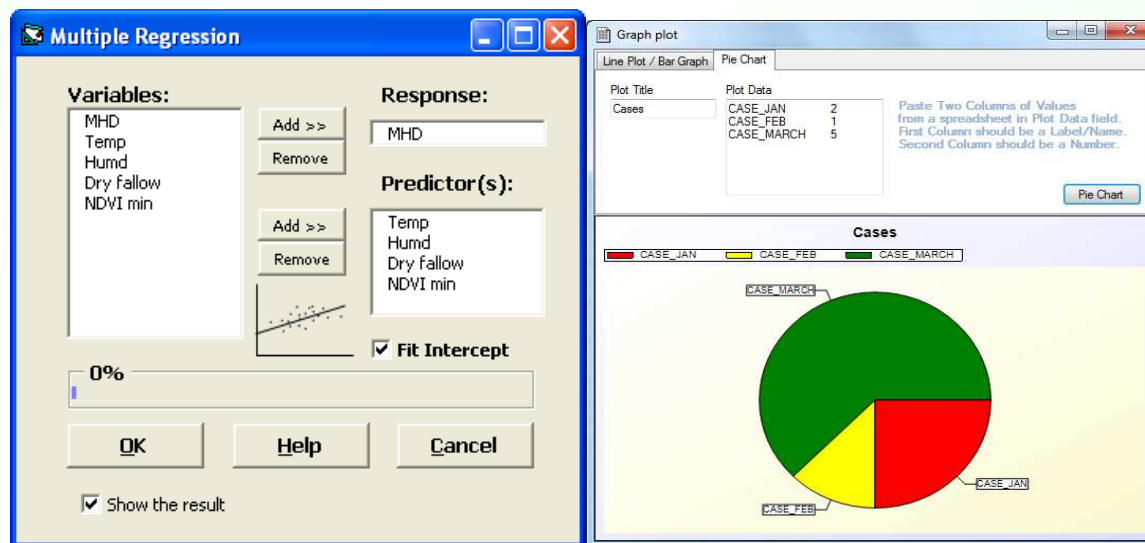 Multiple Regression
Variables:
MHD
Temp
Humd
Dry fallow
NDVI min
Add >>
Remove
Response:
MHD
Predictor(s):
Add >>
Remove
Temp
Humd
Dry fallow
NDVI min
Fit Intercept
0%
OK
Help
Cancel
Show the result
Graph plot
Line Plot / Bar Graph
Pie Chart
Plot Title
Cases
Plot Data
CASE_JAN 2
CASE_FEB 1
CASE_MARCH 5
Paste Two Columns of Values
from a spreadsheet in Plot Data field.
First Column should be a Label/Name.
Second Column should be a Number.
Pie Chart
Cases
CASE_JAN CASE_FEB CASE_MARCH
CASE_MARCH
CASE_JAN
CASE_FEB